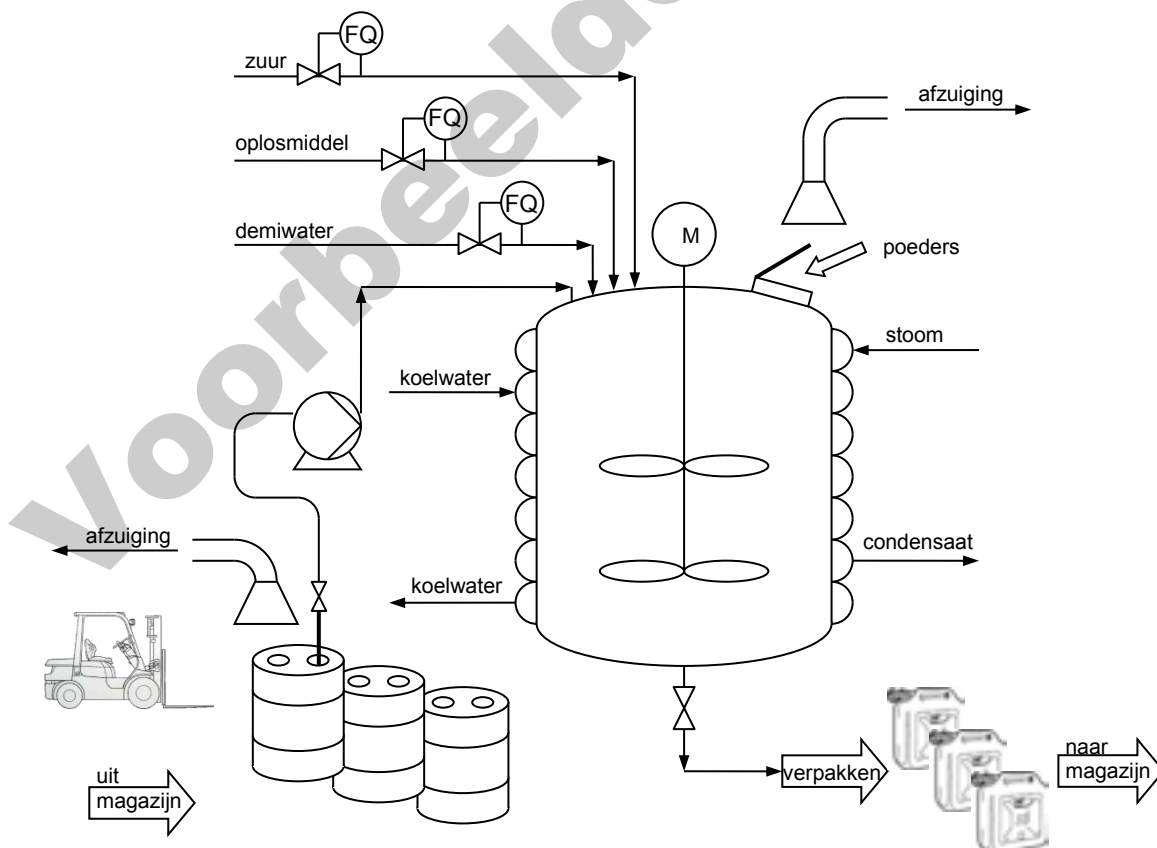 FQ
zuur
afzuiging
FQ
oplosmiddel
FQ
demiwater
M
poeders
stoom
koelwater
afzuiging
condensaat
koelwater
uit
magazijn
verpakken
naar
magazijn
Voorbeeld